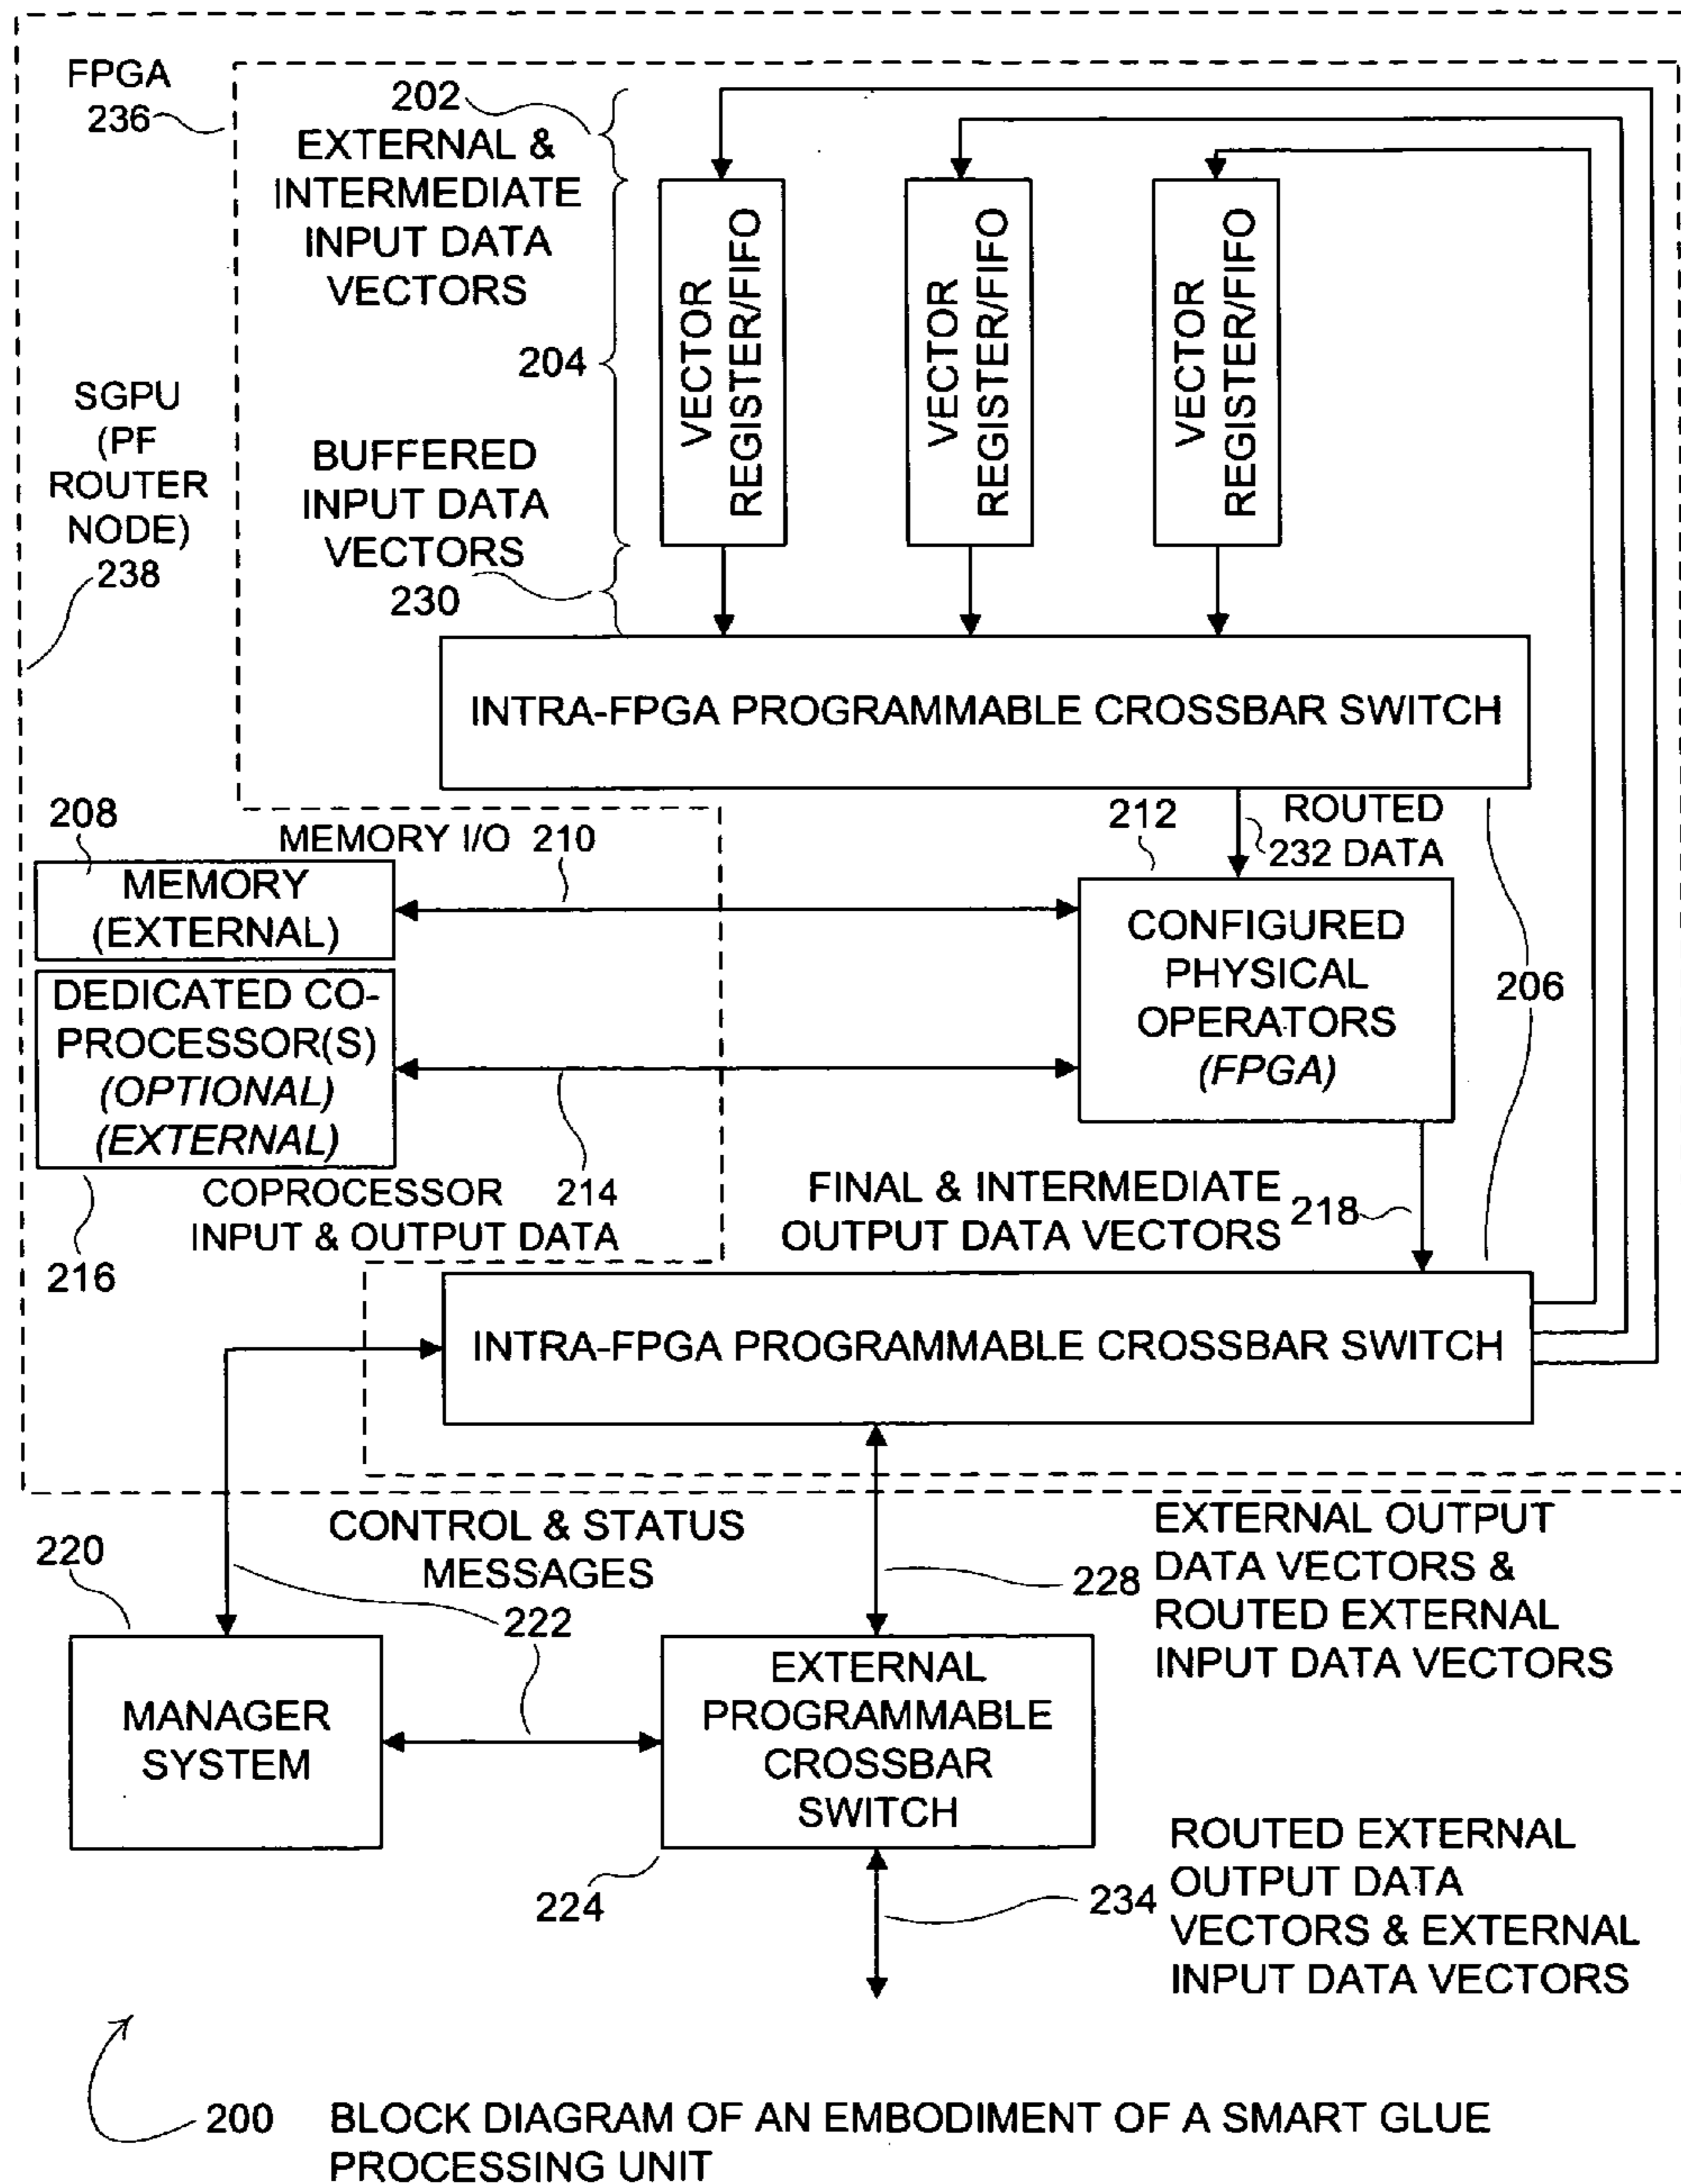 FPGA
236
202
EXTERNAL &
INTERMEDIATE
INPUT DATA
VECTORS
204
SGPU
(PF
ROUTER
NODE)
238
BUFFERED
INPUT DATA
VECTORS
230
VECTOR
REGISTER/FIFO
VECTOR
REGISTER/FIFO
VECTOR
REGISTER/FIFO
INTRA-FPGA PROGRAMMABLE CROSSBAR SWITCH
208
MEMORY I/O 210
212
ROUTED
232 DATA
MEMORY
(EXTERNAL)
DEDICATED CO-
PROCESSOR(S)
(OPTIONAL)
(EXTERNAL)
CONFIGURED
PHYSICAL
OPERATORS
(FPGA)
206
216
COPROCESSOR 214
INPUT & OUTPUT DATA
FINAL & INTERMEDIATE
OUTPUT DATA VECTORS
218
INTRA-FPGA PROGRAMMABLE CROSSBAR SWITCH
220
CONTROL & STATUS
MESSAGES
222
228
EXTERNAL OUTPUT
DATA VECTORS &
ROUTED EXTERNAL
INPUT DATA VECTORS
MANAGER
SYSTEM
EXTERNAL
PROGRAMMABLE
CROSSBAR
SWITCH
224
234
ROUTED EXTERNAL
OUTPUT DATA
VECTORS & EXTERNAL
INPUT DATA VECTORS
200 BLOCK DIAGRAM OF AN EMBODIMENT OF A SMART GLUE
PROCESSING UNIT